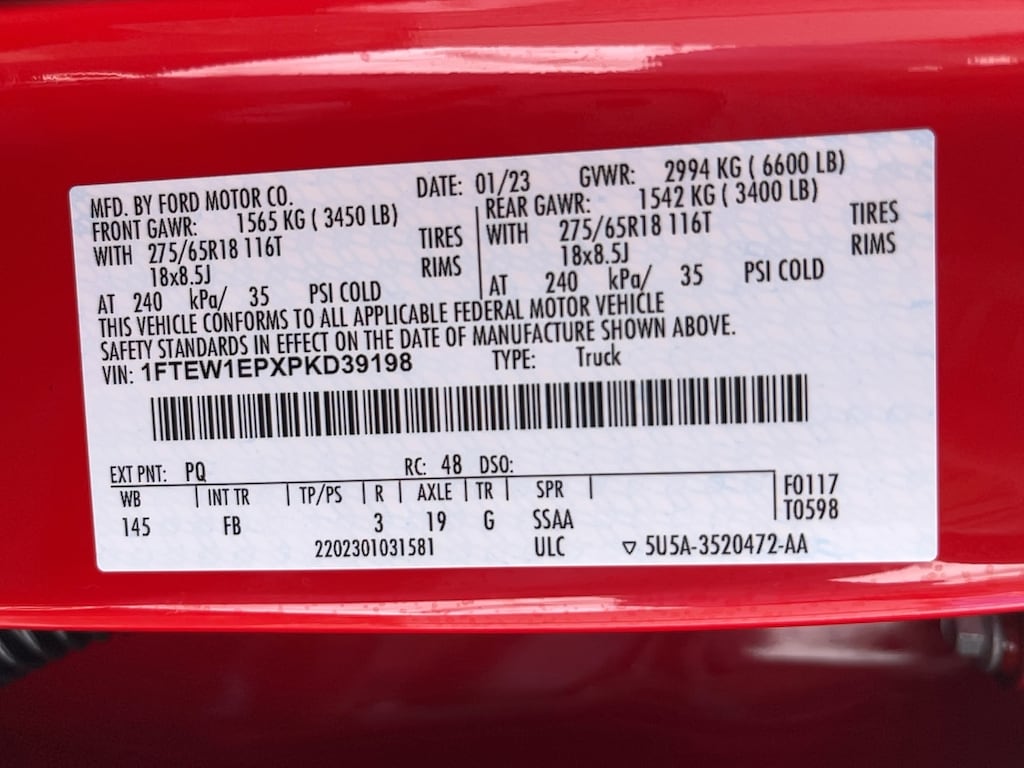 MFD. BY FORD MOTOR CO. DATE: 01/23 GVWR: 2994 KG ( 6600 LB)
FRONT GAWR: 1565 KG ( 3450 LB) REAR GAWR: 1542 KG ( 3400 LB)
WITH 275/65R18 116T TIRES WITH 275/65R18 116T TIRES
18x8.5J RIMS 18x8.5J RIMS
AT 240 kPa/ 35 PSI COLD AT 240 kPa/ 35 PSI COLD
THIS VEHICLE CONFORMS TO ALL APPLICABLE FEDERAL MOTOR VEHICLE
SAFETY STANDARDS IN EFFECT ON THE DATE OF MANUFACTURE SHOWN ABOVE.
VIN: 1FTEW1EPXPKD39198 TYPE: Truck
EXT PNT: PQ RC: 48 DSO:
WB INT TR TP/PS R AXLE TR SPR F0117
145 FB 3 19 G SSAA T0598
2202301031581 ULC ▽ 5U5A-3520472-AA